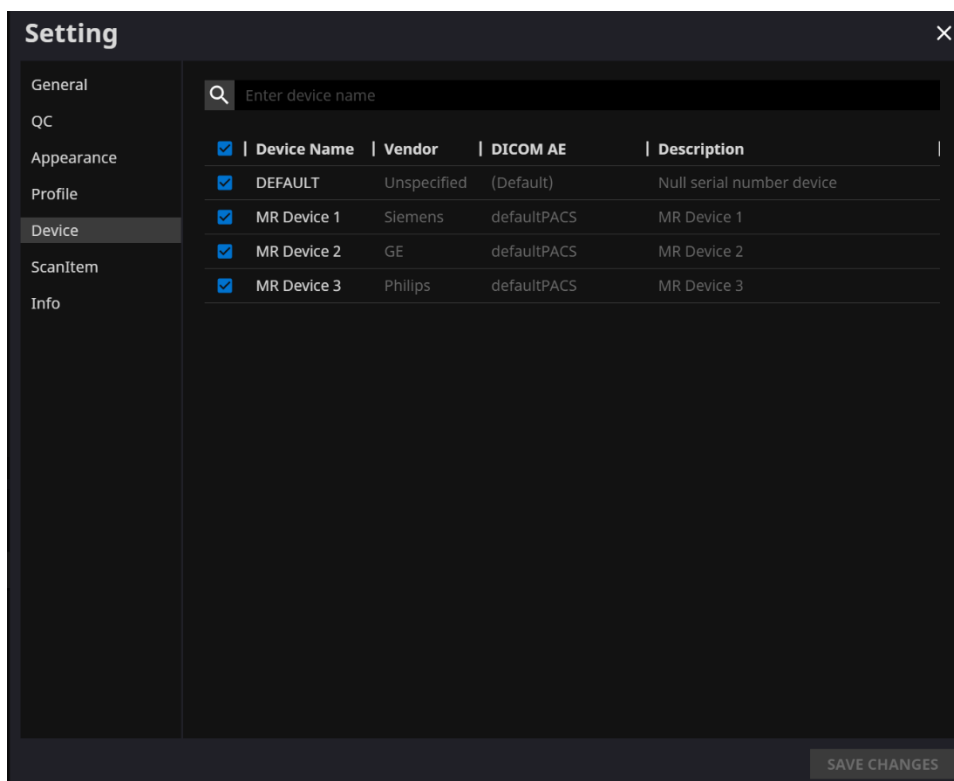 Setting
General
QC
Appearance
Profile
Device
ScanItem
Info
Enter device name
Device Name Vendor DICOM AE Description
DEFAULT Unspecified (Default) Null serial number device
MR Device 1 Siemens defaultPACS MR Device 1
MR Device 2 GE defaultPACS MR Device 2
MR Device 3 Philips defaultPACS MR Device 3
SAVE CHANGES